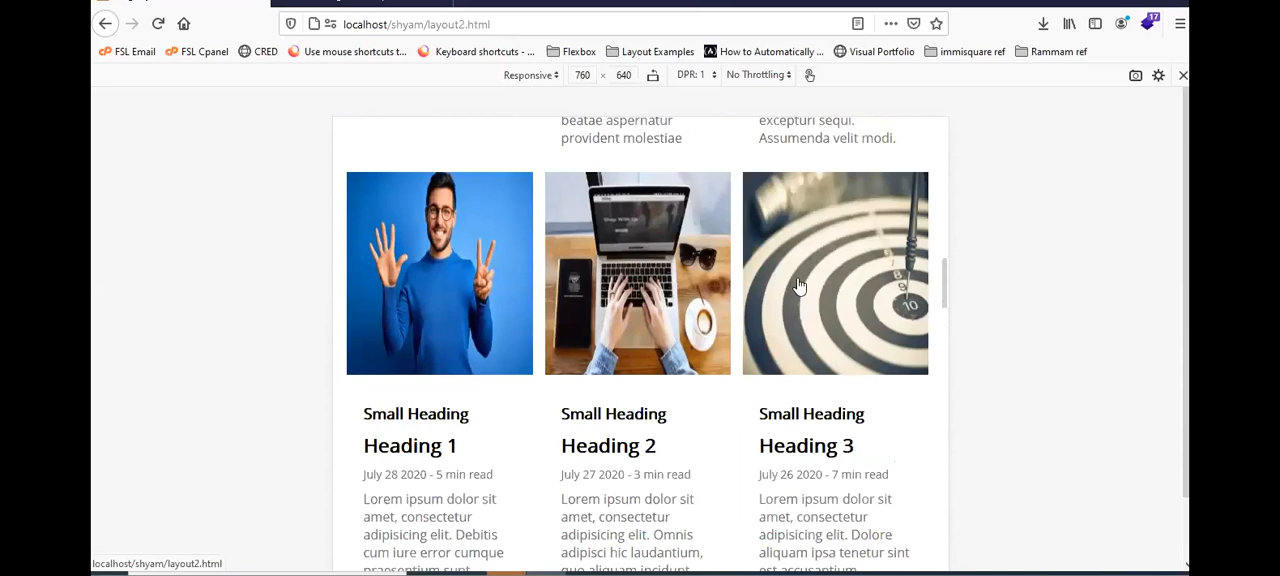 localhost/shyam/layout2.html
17
FSL Email
FSL Cpanel
CRED
Use mouse shortcuts t...
Keyboard shortcuts - ...
Flexbox
Layout Examples
How to Automatically ...
Visual Portfolio
immisquare ref
Rammam ref
Responsive
760 × 640
DPR: 1
No Throttling
beatae aspernatur
provident molestiae
excepturi sequi.
Assumenda velit modi.
8
9
10
Small Heading
Heading 1
July 28 2020 - 5 min read
Lorem ipsum dolor sit
amet, consectetur
adipisicing elit. Debitis
cum iure error cumque
praesentium sunt
Small Heading
Heading 2
July 27 2020 - 3 min read
Lorem ipsum dolor sit
amet, consectetur
adipisicing elit. Omnis
adipisci hic laudantium,
quo aliquam incidunt
Small Heading
Heading 3
July 26 2020 - 7 min read
Lorem ipsum dolor sit
amet, consectetur
adipisicing elit. Dolore
aliquam ipsa tenetur sint
est accusantium
localhost/shyam/layout2.html